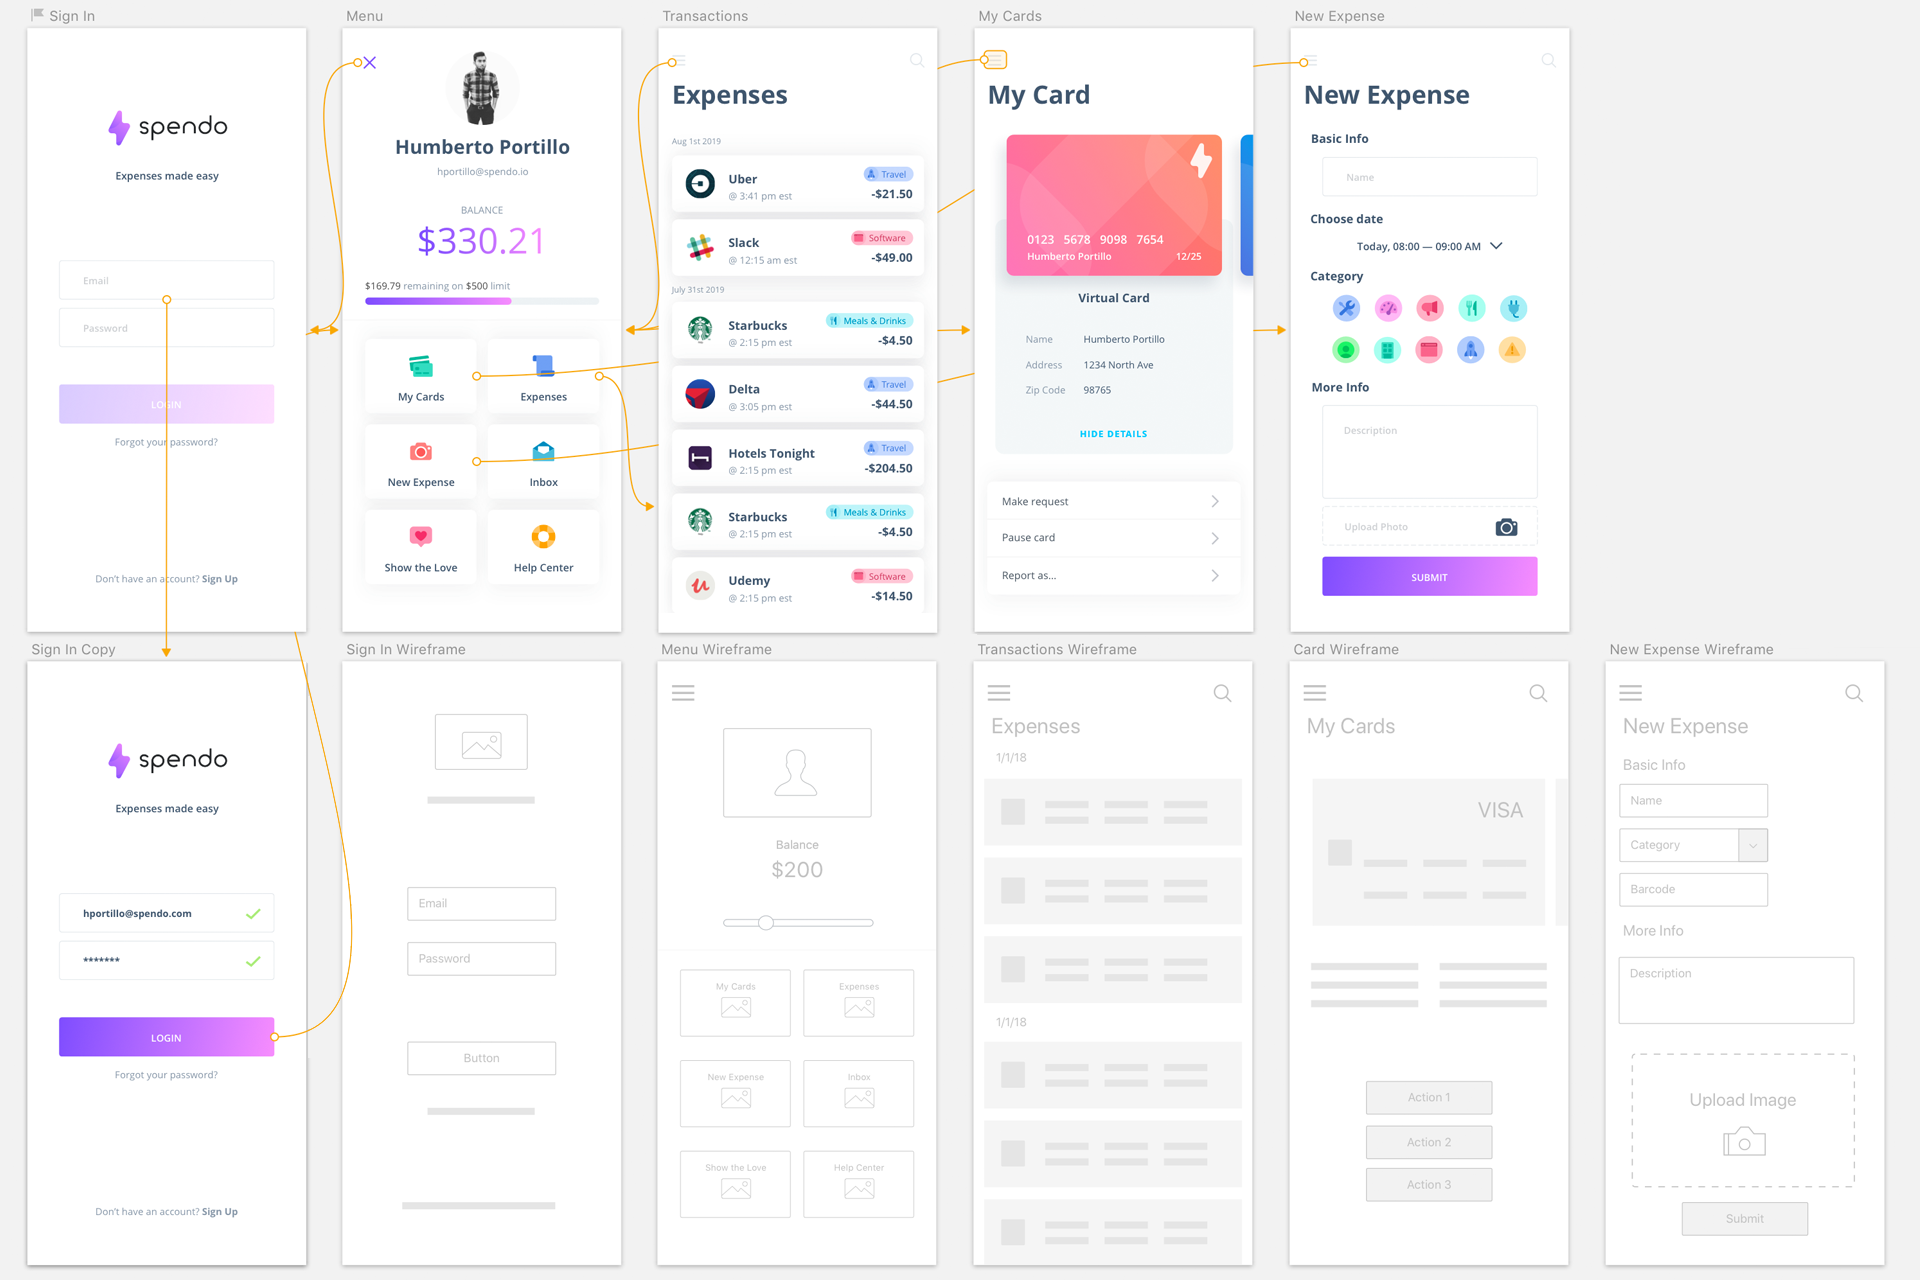 Sign In
spendo
Expenses made easy
Email
Password
LOGIN
Forgot your password?
Don't have an account? Sign Up
Menu
Humberto Portillo
hportillo@spendo.io
BALANCE
$330.21
$169.79 remaining on $500 limit
My Cards
Expenses
New Expense
Inbox
Show the Love
Help Center
Transactions
Expenses
Aug 1st 2019
Uber
Travel
@ 3:41 pm est
-$21.50
Slack
Software
@ 12:15 am est
-$49.00
July 31st 2019
Starbucks
Meals & Drinks
@ 2:15 pm est
-$4.50
Delta
Travel
@ 3:05 pm est
-$44.50
Hotels Tonight
Travel
@ 2:15 pm est
-$204.50
Starbucks
Meals & Drinks
@ 2:15 pm est
-$4.50
Udemy
Software
@ 2:15 pm est
-$14.50
My Cards
My Card
0123 5678 9098 7654
Humberto Portillo 12/25
Virtual Card
Name Humberto Portillo
Address 1234 North Ave
Zip Code 98765
HIDE DETAILS
Make request
Pause card
Report as...
New Expense
New Expense
Basic Info
Name
Choose date
Today, 08:00 — 09:00 AM
Category
More Info
Description
Upload Photo
SUBMIT
Sign In Copy
spendo
Expenses made easy
hportillo@spendo.com
*******
LOGIN
Forgot your password?
Don't have an account? Sign Up
Sign In Wireframe
Email
Password
Button
Menu Wireframe
Balance
$200
My Cards
Expenses
New Expense
Inbox
Show the Love
Help Center
Transactions Wireframe
Expenses
1/1/18
1/1/18
Card Wireframe
My Cards
VISA
Action 1
Action 2
Action 3
New Expense Wireframe
New Expense
Basic Info
Name
Category
Barcode
More Info
Description
Upload Image
Submit